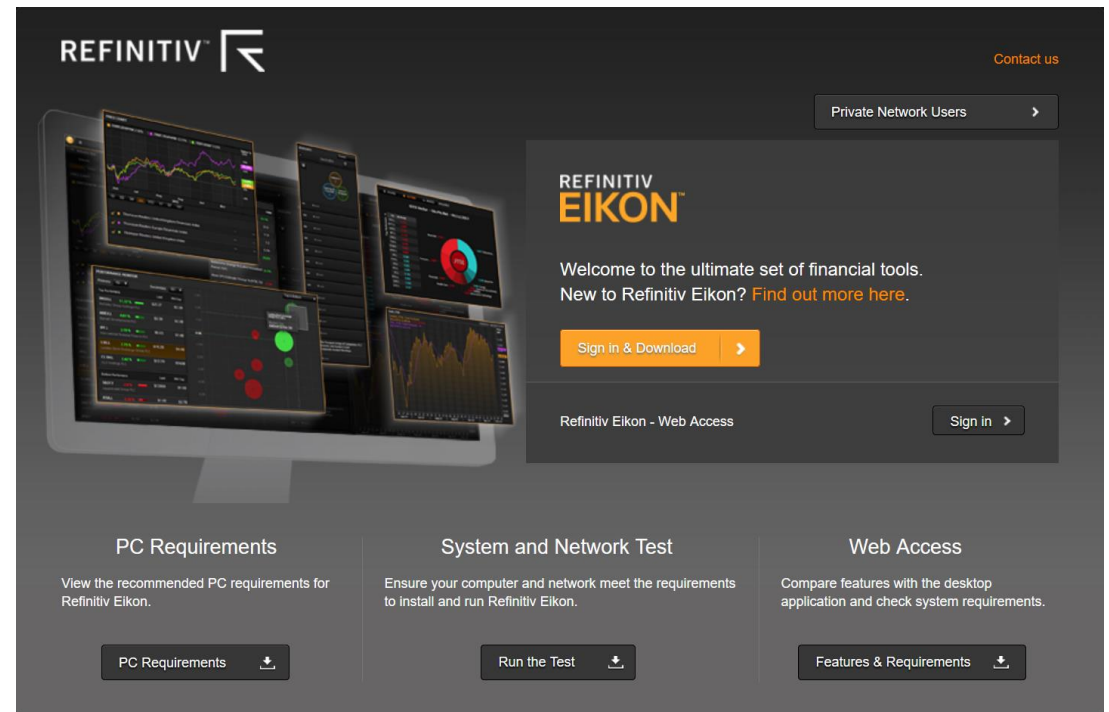 REFINITIV™
Contact us
Private Network Users
REFINITIV
EIKON™
Welcome to the ultimate set of financial tools.
New to Refinitiv Eikon? Find out more here.
Sign in & Download
Refinitiv Eikon - Web Access
Sign in
PC Requirements
View the recommended PC requirements for
Refinitiv Eikon.
PC Requirements
System and Network Test
Ensure your computer and network meet the requirements
to install and run Refinitiv Eikon.
Run the Test
Web Access
Compare features with the desktop
application and check system requirements.
Features & Requirements